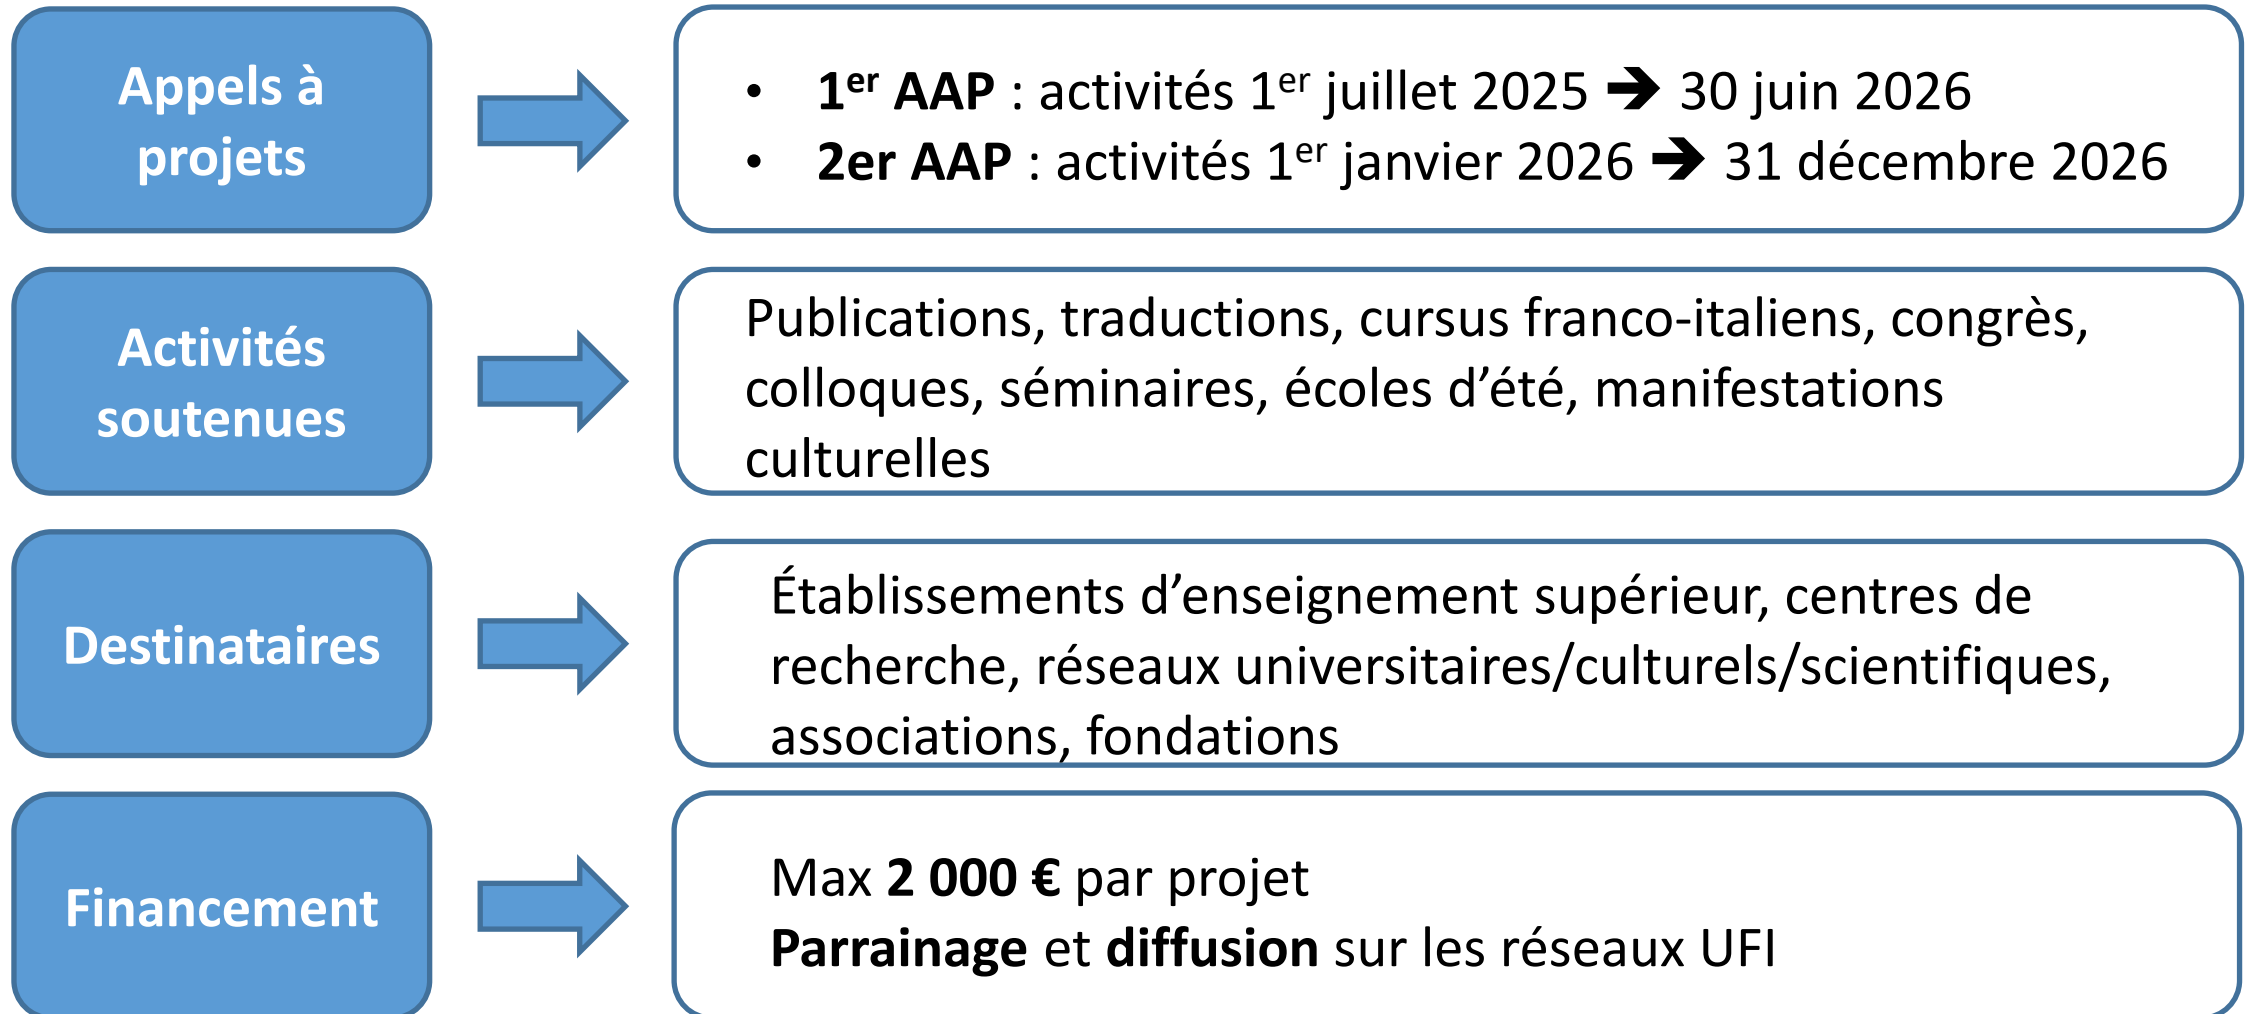 Appels à
projets
• 1er AAP : activités 1er juillet 2025 ➔ 30 juin 2026
• 2er AAP : activités 1er janvier 2026 ➔ 31 décembre 2026
Activités
soutenues
Publications, traductions, cursus franco-italiens, congrès,
colloques, séminaires, écoles d’été, manifestations
culturelles
Destinataires
Établissements d’enseignement supérieur, centres de
recherche, réseaux universitaires/culturels/scientifiques,
associations, fondations
Financement
Max 2 000 € par projet
Parrainage et diffusion sur les réseaux UFI